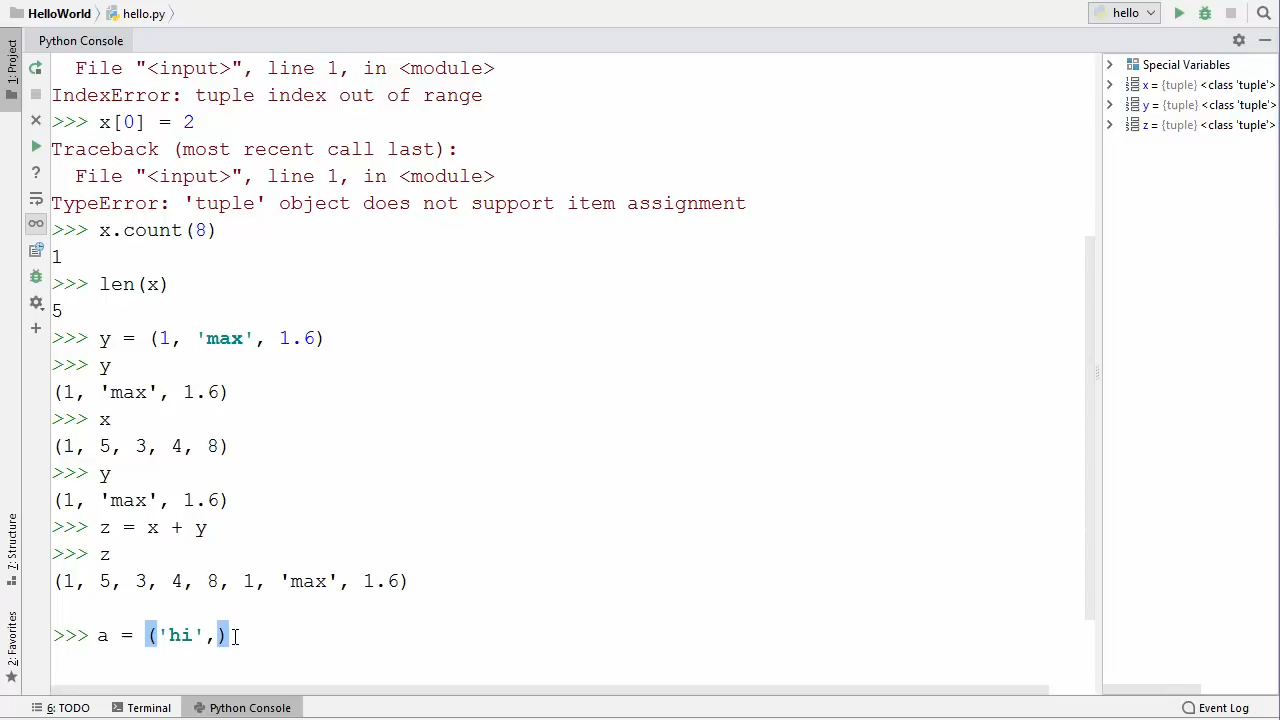 HelloWorld hello.py hello
Python Console
1: Project
File "<input>", line 1, in <module>
IndexError: tuple index out of range
>>> x[0] = 2
Traceback (most recent call last):
File "<input>", line 1, in <module>
TypeError: 'tuple' object does not support item assignment
>>> x.count(8)
1
>>> len(x)
5
>>> y = (1, 'max', 1.6)
>>> y
(1, 'max', 1.6)
>>> x
(1, 5, 3, 4, 8)
>>> y
(1, 'max', 1.6)
>>> z = x + y
>>> z
(1, 5, 3, 4, 8, 1, 'max', 1.6)
>>> a = ('hi',)
Special Variables
x = {tuple} <class 'tuple'>
y = {tuple} <class 'tuple'>
z = {tuple} <class 'tuple'>
7: Structure
2: Favorites
6: TODO Terminal Python Console Event Log